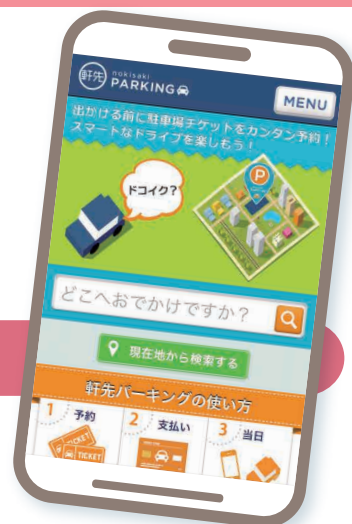 軒先
nokisaki
PARKING
MENU
出かける前に駐車場チケットをカンタン予約！
スマートなドライブを楽しもう！
ドコイク？
P
どこへおでかけですか？
現在地から検索する
軒先パーキングの使い方
1 予約
2 支払い
3 当日
TICKET
TICKET